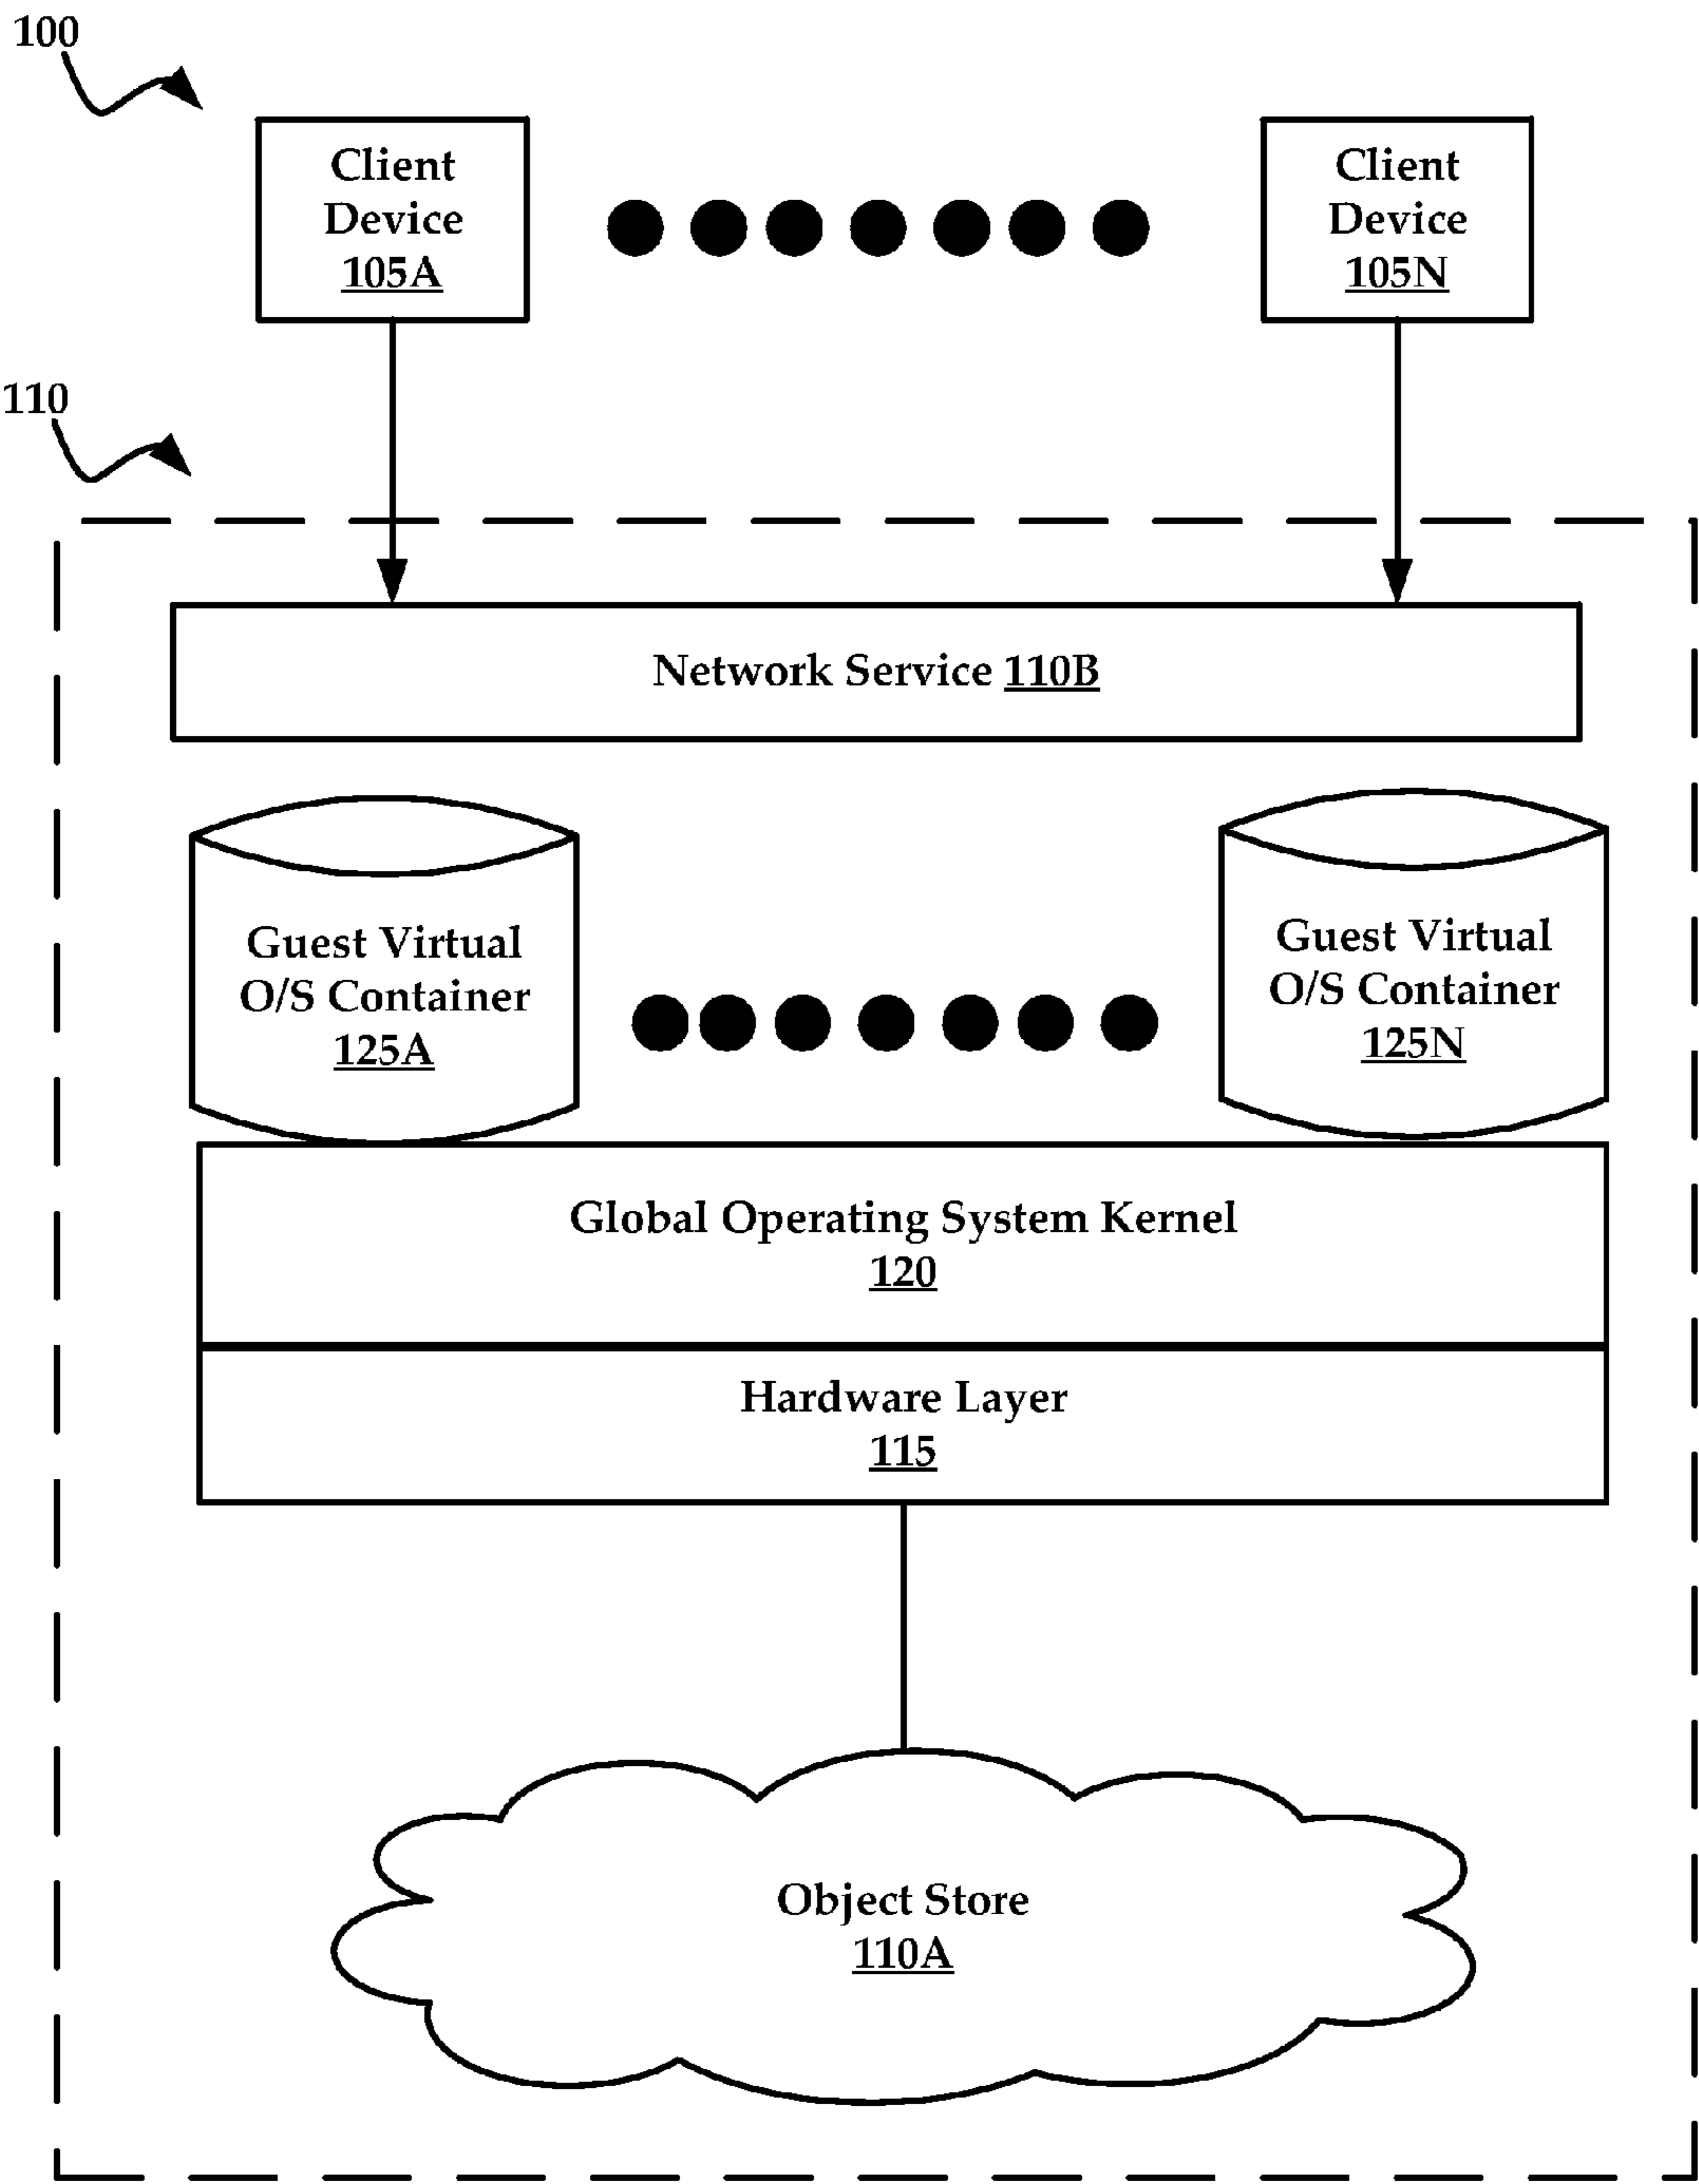 100
Client
Device
105A
Client
Device
105N
110
Network Service 110B
Guest Virtual
O/S Container
125A
Guest Virtual
O/S Container
125N
Global Operating System Kernel
120
Hardware Layer
115
Object Store
110A